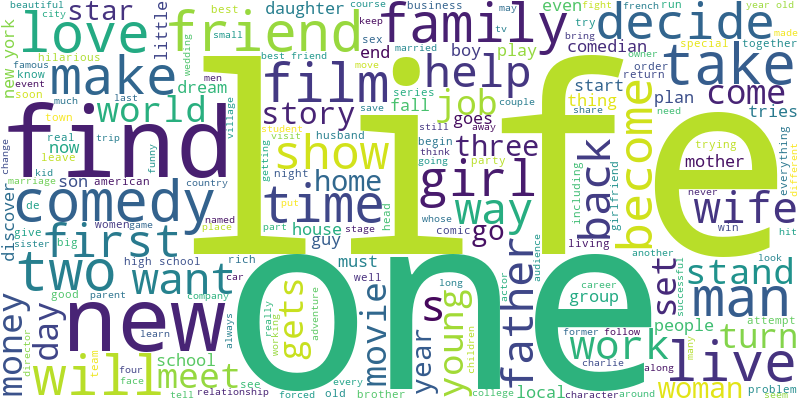 beautiful
city
star
daughter
business
may
french
run
year old
little
best
course
keep
tv
fight
made
love
friend
family
decide
even
try
bring
together
small
sex
married
men
owner
special
famous
hilarious
event
know
soon
new york
make
film
help
take
comedian
wedding
dream
best friend
move
boy
play
end
order
return
world
much
last
town
real
trip
now
leave
find
life
story
series
fall
save
couple
job
goes
start
thing
plan
come
share
need
tries
student
visit
husband
village
still
away
begin
think
going
party
three
trying
mother
change
kid
funny
marriage
son
american
show
girl
night
home
getting
become
back
including
girlfriend
never
everything
different
comedy
de
give
country
named
place
time
put
head
way
whose
wife
discover
sister
big
women
game
first
part
stage
comic
go
guy
house
living
win
hit
two
high school
want
rich
car
must
well
audience
another
look
set
stand
successful
new
one
really
working
adventure
gets
movie
s
long
actor
father
career
group
man
good
parent
company
always
money
day
learn
year
young
children
people
turn
attempt
former
follow
work
many
will
meet
school
see
director
team
four
face
tell
relationship
forced
old
every
brother
college
local
character
charlie
around
along
woman
live
problem
seem